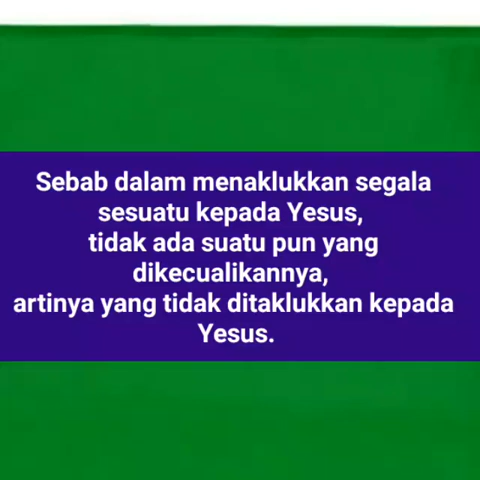 Sebab dalam menaklukkan segala
sesuatu kepada Yesus,
tidak ada suatu pun yang
dikecualikannya,
artinya yang tidak ditaklukkan kepada
Yesus.